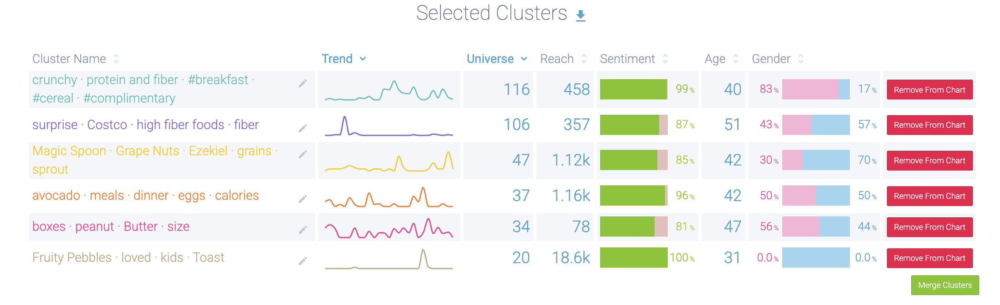 Selected Clusters
Cluster Name Trend Universe Reach Sentiment Age Gender
crunchy · protein and fiber · #breakfast ·
#cereal · #complimentary
116 458 99% 40 83% 17% Remove From Chart
surprise · Costco · high fiber foods · fiber 106 357 87% 51 43% 57% Remove From Chart
Magic Spoon · Grape Nuts · Ezekiel · grains ·
sprout
47 1.12k 85% 42 30% 70% Remove From Chart
avocado · meals · dinner · eggs · calories 37 1.16k 96% 42 50% 50% Remove From Chart
boxes · peanut · Butter · size 34 78 81% 47 56% 44% Remove From Chart
Fruity Pebbles · loved · kids · Toast 20 18.6k 100% 31 0.0% 0.0% Remove From Chart
Merge Clusters